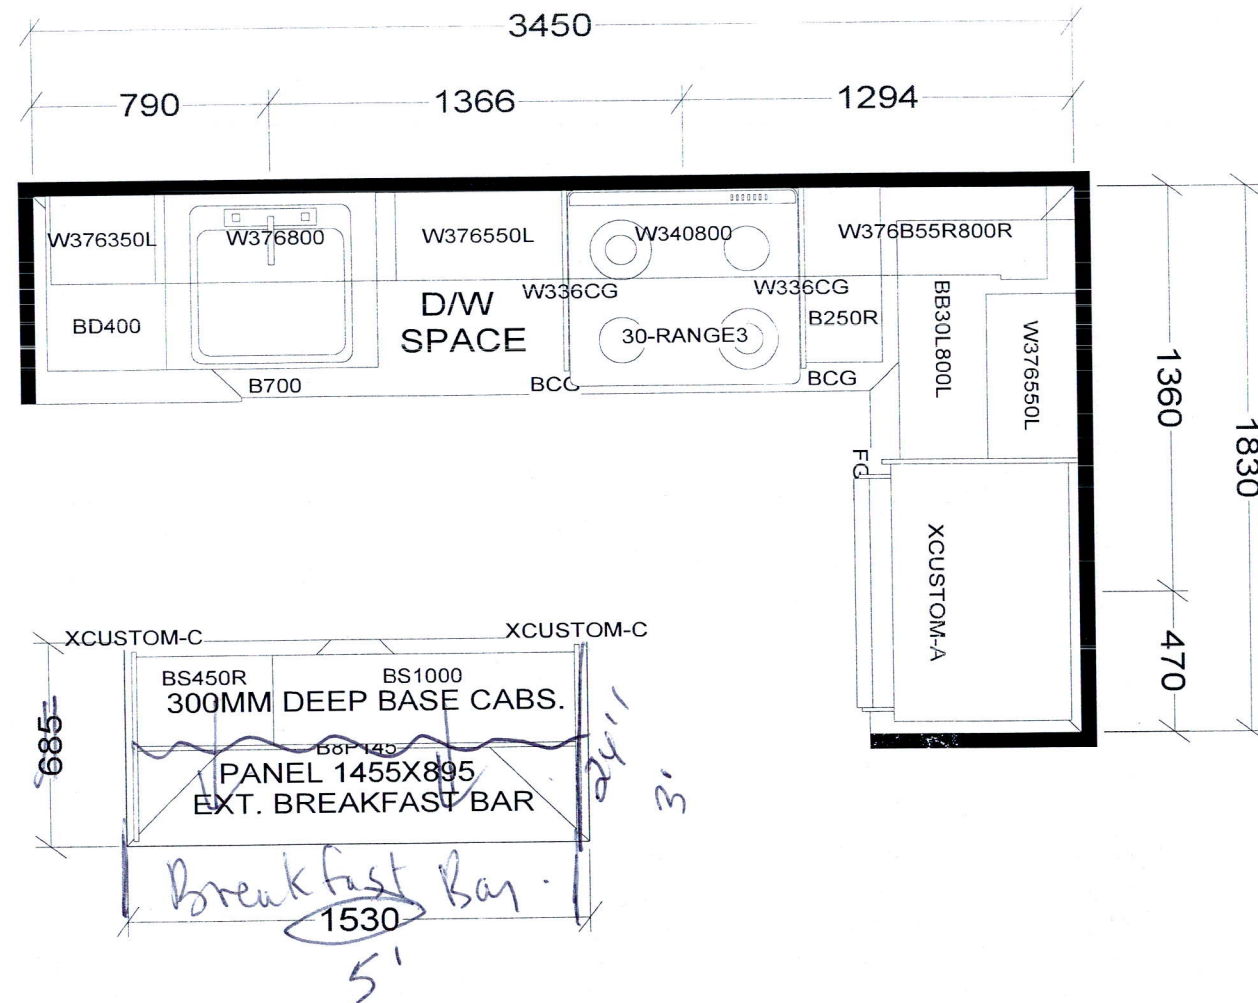 3450
790 1366 1294
W376350L W376800 W376550L W340800 W376B55R800R
W336CG W336CG
BD400 D/W SPACE 30-RANGE3 B250R
BB30L800L
W376550L
B700 BCG BCG
1360
1830
FG
XCUSTOM-A
470
XCUSTOM-C XCUSTOM-C
BS450R BS1000
300MM DEEP BASE CABS.
685
B8P145
PANEL 1455X895
EXT. BREAKFAST BAR
24"
3'
Breakfast Bar.
1530
5'